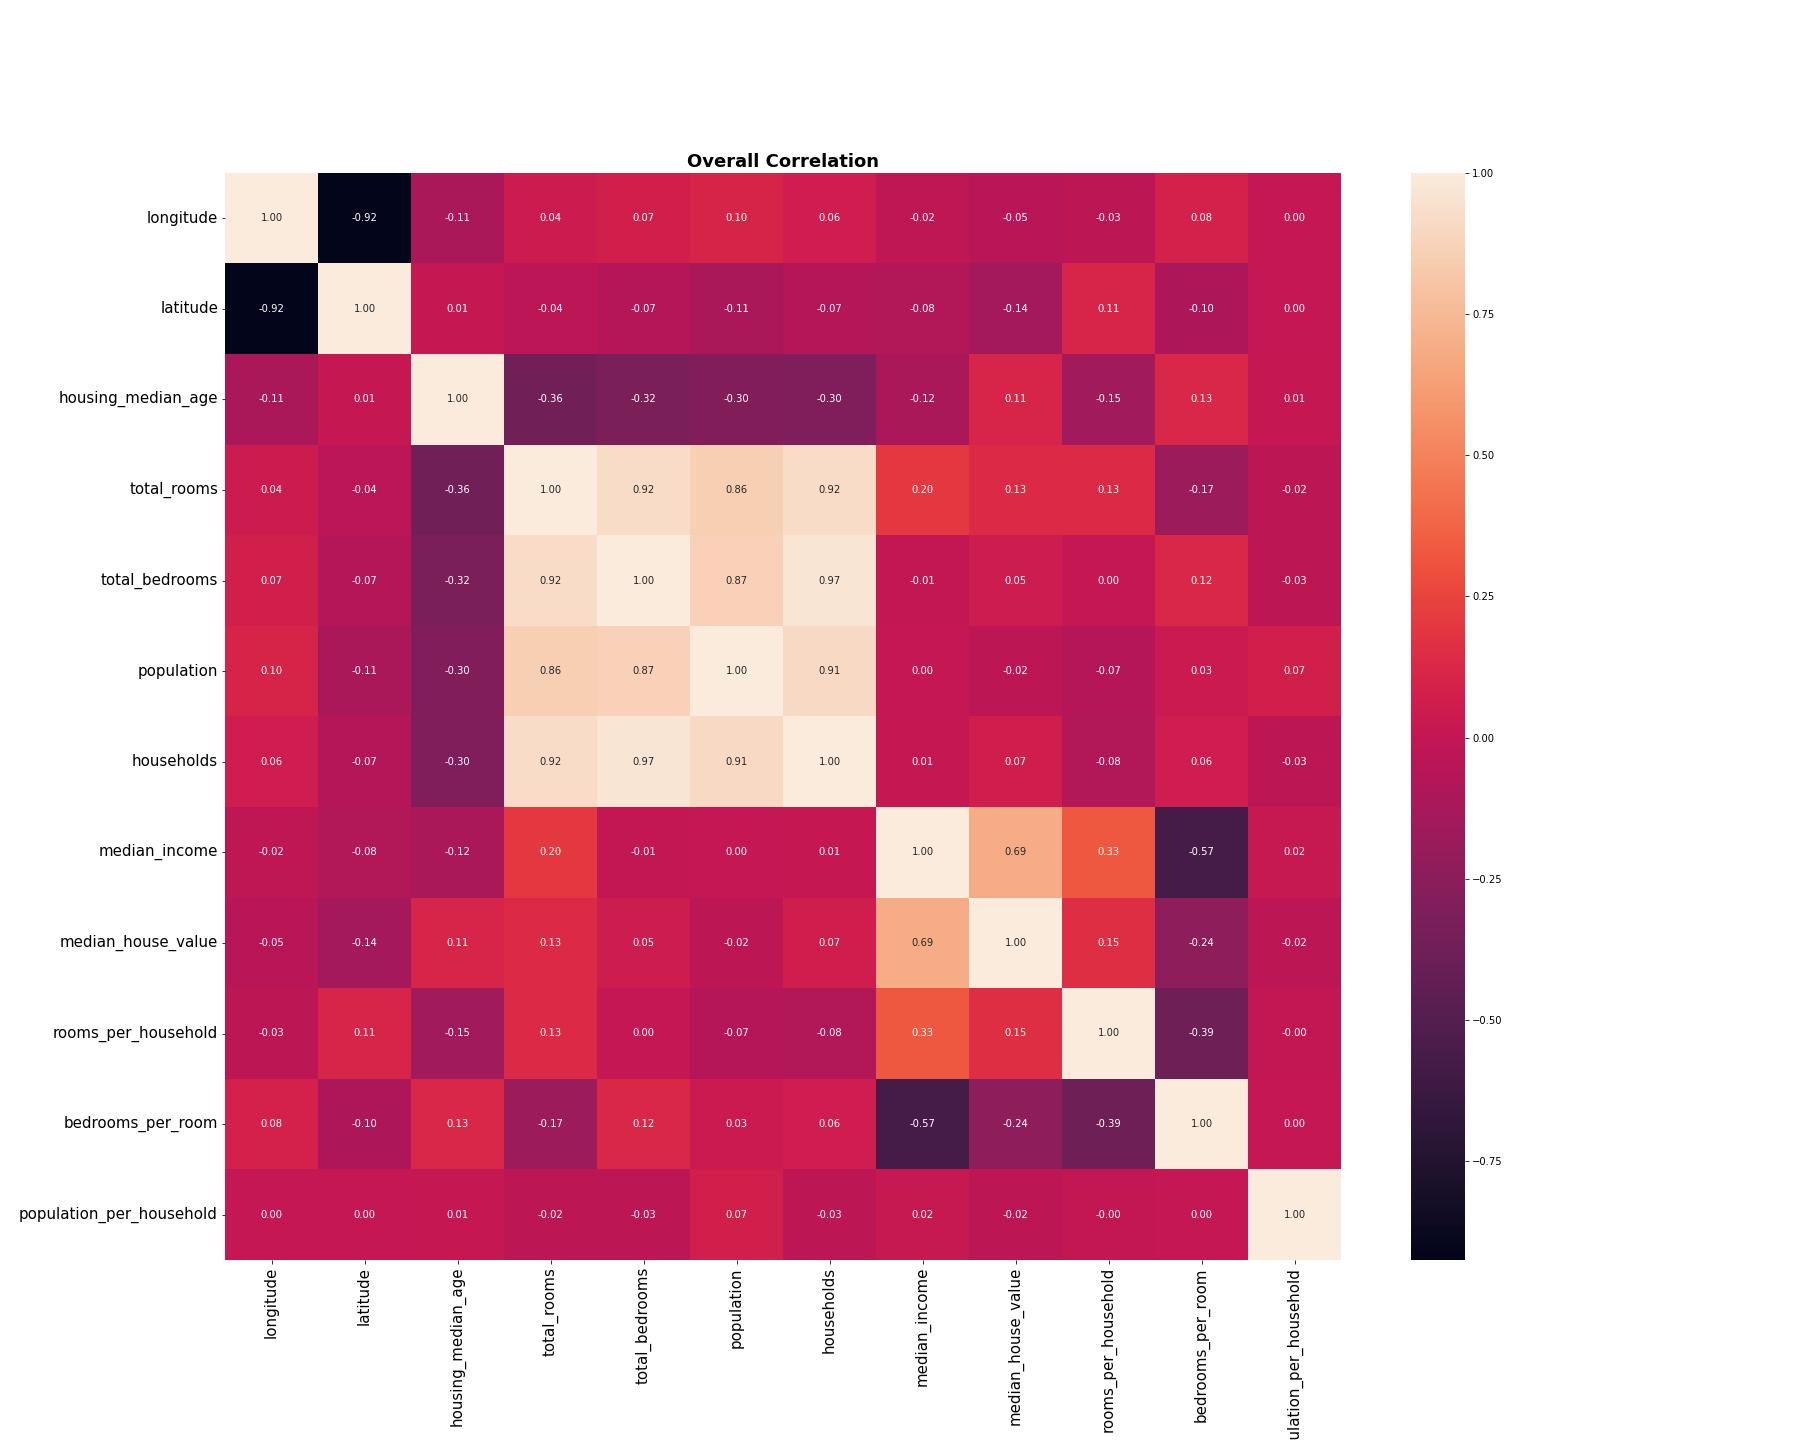 Overall Correlation
longitude 1.00 -0.92 -0.11 0.04 0.07 0.10 0.06 -0.02 -0.05 -0.03 0.08 0.00
latitude -0.92 1.00 0.01 -0.04 -0.07 -0.11 -0.07 -0.08 -0.14 0.11 -0.10 0.00
housing_median_age -0.11 0.01 1.00 -0.36 -0.32 -0.30 -0.30 -0.12 0.11 -0.15 0.13 0.01
total_rooms 0.04 -0.04 -0.36 1.00 0.92 0.86 0.92 0.20 0.13 0.13 -0.17 -0.02
total_bedrooms 0.07 -0.07 -0.32 0.92 1.00 0.87 0.97 -0.01 0.05 0.00 0.12 -0.03
population 0.10 -0.11 -0.30 0.86 0.87 1.00 0.91 0.00 -0.02 -0.07 0.03 0.07
households 0.06 -0.07 -0.30 0.92 0.97 0.91 1.00 0.01 0.07 -0.08 0.06 -0.03
median_income -0.02 -0.08 -0.12 0.20 -0.01 0.00 0.01 1.00 0.69 0.33 -0.57 0.02
median_house_value -0.05 -0.14 0.11 0.13 0.05 -0.02 0.07 0.69 1.00 0.15 -0.24 -0.02
rooms_per_household -0.03 0.11 -0.15 0.13 0.00 -0.07 -0.08 0.33 0.15 1.00 -0.39 -0.00
bedrooms_per_room 0.08 -0.10 0.13 -0.17 0.12 0.03 0.06 -0.57 -0.24 -0.39 1.00 0.00
population_per_household 0.00 0.00 0.01 -0.02 -0.03 0.07 -0.03 0.02 -0.02 -0.00 0.00 1.00
longitude
latitude
housing_median_age
total_rooms
total_bedrooms
population
households
median_income
median_house_value
rooms_per_household
bedrooms_per_room
ulation_per_household
1.00
0.75
0.50
0.25
0.00
−0.25
−0.50
−0.75